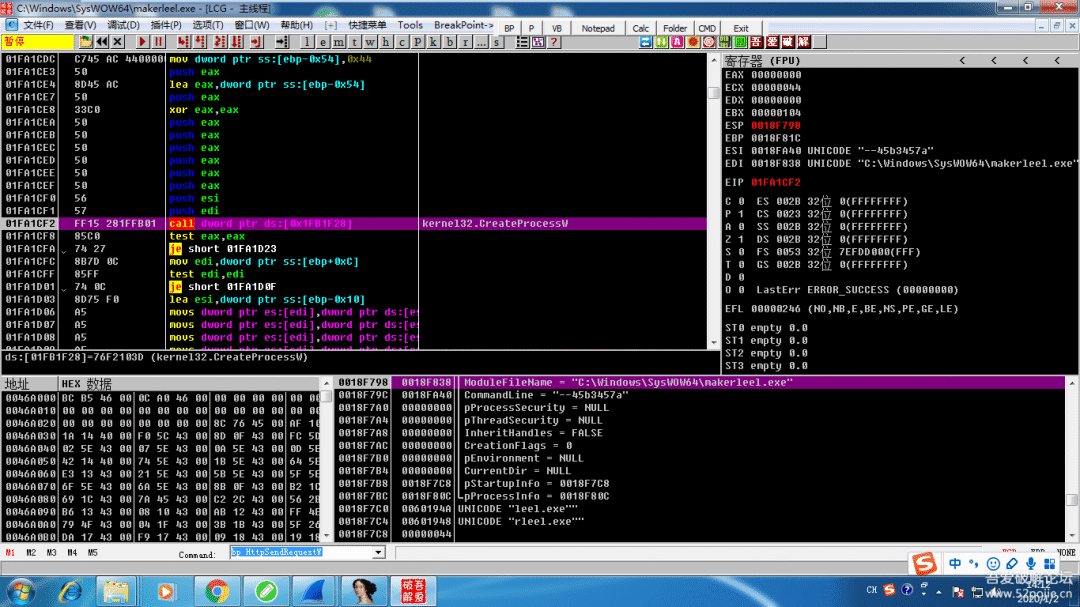 C:\Windows\SysWOW64\makerleel.exe - [LCG - 主线程]
文件(F) 查看(V) 调试(D) 插件(P) 选项(T) 窗口(W) 帮助(H) [+] 快捷菜单 Tools BreakPoint-> BP P VB Notepad Calc Folder CMD Exit
暂停 l e m t w h c P k b r ... s ?
寄存器 (FPU) < < < <
01FA1CDC C745 AC 440000 mov dword ptr ss:[ebp-0x54],0x44
01FA1CE3 50 push eax
01FA1CE4 8D45 AC lea eax,dword ptr ss:[ebp-0x54]
01FA1CE7 50 push eax
01FA1CE8 33C0 xor eax,eax
01FA1CEA 50 push eax
01FA1CEB 50 push eax
01FA1CEC 50 push eax
01FA1CED 50 push eax
01FA1CEE 50 push eax
01FA1CEF 50 push eax
01FA1CF0 56 push esi
01FA1CF1 57 push edi
01FA1CF2 FF15 281FFB01 call dword ptr ds:[0x1FB1F28] kernel32.CreateProcessW
01FA1CF8 85C0 test eax,eax
01FA1CFA 74 27 je short 01FA1D23
01FA1CFC 8B7D 0C mov edi,dword ptr ss:[ebp+0xC]
01FA1CFF 85FF test edi,edi
01FA1D01 74 0C je short 01FA1D0F
01FA1D03 8D75 F0 lea esi,dword ptr ss:[ebp-0x10]
01FA1D06 A5 movs dword ptr es:[edi],dword ptr ds:[es
01FA1D07 A5 movs dword ptr es:[edi],dword ptr ds:[es
01FA1D08 A5 movs dword ptr es:[edi],dword ptr ds:[es
ds:[01FB1F28]=76F2103D (kernel32.CreateProcessW)
EAX 00000000
ECX 00000044
EDX 00000000
EBX 00000104
ESP 0018F798
EBP 0018F81C
ESI 0018FA40 UNICODE "--45b3457a"
EDI 0018F838 UNICODE "C:\Windows\SysWOW64\makerleel.exe"
EIP 01FA1CF2
C 0 ES 002B 32位 0(FFFFFFFF)
P 1 CS 0023 32位 0(FFFFFFFF)
A 0 SS 002B 32位 0(FFFFFFFF)
Z 1 DS 002B 32位 0(FFFFFFFF)
S 0 FS 0053 32位 7EFDD000(FFF)
T 0 GS 002B 32位 0(FFFFFFFF)
D 0
O 0 LastErr ERROR_SUCCESS (00000000)
EFL 00000246 (NO,NB,E,BE,NS,PE,GE,LE)
ST0 empty 0.0
ST1 empty 0.0
ST2 empty 0.0
ST3 empty 0.0
地址 HEX 数据
0046A000 BC B5 46 00 0C A0 46 00 00 00 00 00 00 00
0046A010 00 00 00 00 00 00 00 00 00 00 00 00 00 00
0046A020 00 00 00 00 00 00 00 00 8C 76 45 00 AF 10
0046A030 1A 14 40 00 F0 5C 43 00 8D 0F 43 00 FC 5D
0046A040 02 5E 43 00 07 5E 43 00 0A 5E 43 00 0D 5E
0046A050 42 14 40 00 74 5E 43 00 1B 5E 43 00 64 5E
0046A060 E3 13 43 00 21 5E 43 00 5B 5E 43 00 5F 5E
0046A070 6F 5E 43 00 6A 5E 43 00 8B 0F 43 00 B2 1C
0046A080 69 1C 43 00 7A 45 43 00 C2 2C 43 00 56 2B
0046A090 B6 13 43 00 08 10 43 00 AB 12 43 00 FF 4E
0046A0A0 79 4F 43 00 04 1F 43 00 3B 1B 43 00 5F 26
0046A0B0 DA 17 43 00 F9 17 43 00 09 18 43 00 19 18
0018F798 0018F838 ModuleFileName = "C:\Windows\SysWOW64\makerleel.exe"
0018F79C 0018FA40 CommandLine = "--45b3457a"
0018F7A0 00000000 pProcessSecurity = NULL
0018F7A4 00000000 pThreadSecurity = NULL
0018F7A8 00000000 InheritHandles = FALSE
0018F7AC 00000000 CreationFlags = 0
0018F7B0 00000000 pEnvironment = NULL
0018F7B4 00000000 CurrentDir = NULL
0018F7B8 0018F7C8 pStartupInfo = 0018F7C8
0018F7BC 0018F80C pProcessInfo = 0018F80C
0018F7C0 0060194A UNICODE "leel.exe""
0018F7C4 00601948 UNICODE "rleel.exe""
0018F7C8 00000044
M1 M2 M3 M4 M5 Command: bp HttpSendRequestW
中
CH
14:12
2020/1/2
吾爱破解论坛
www.52pojie.cn